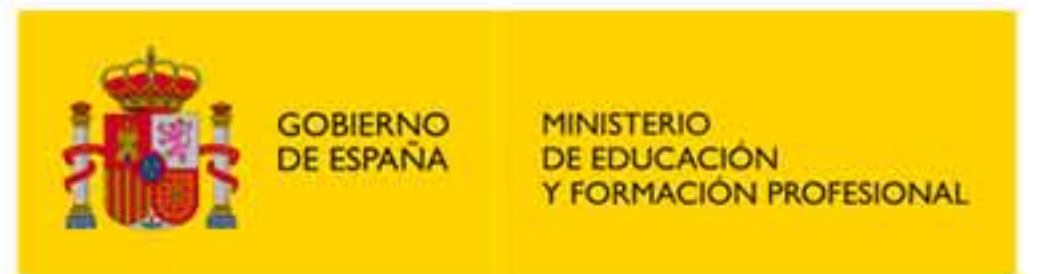 GOBIERNO
DE ESPAÑA
MINISTERIO
DE EDUCACIÓN
Y FORMACIÓN PROFESIONAL